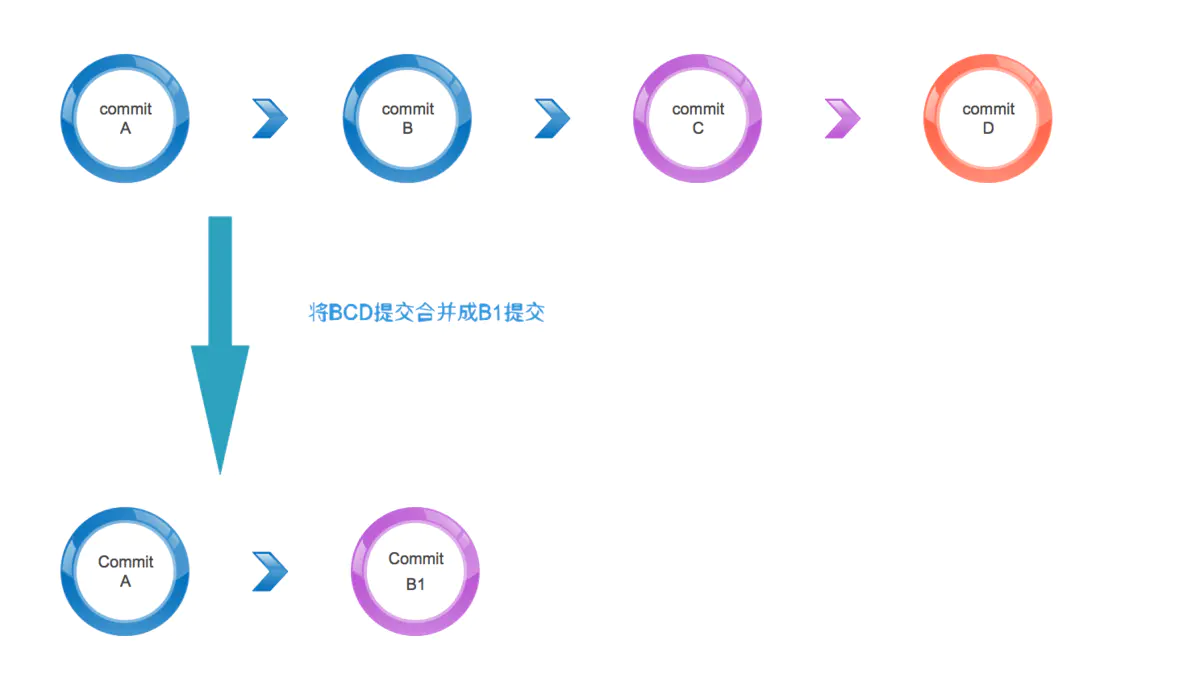 commit
A
commit
B
commit
C
commit
D
将BCD提交合并成B1提交
Commit
A
Commit
B1